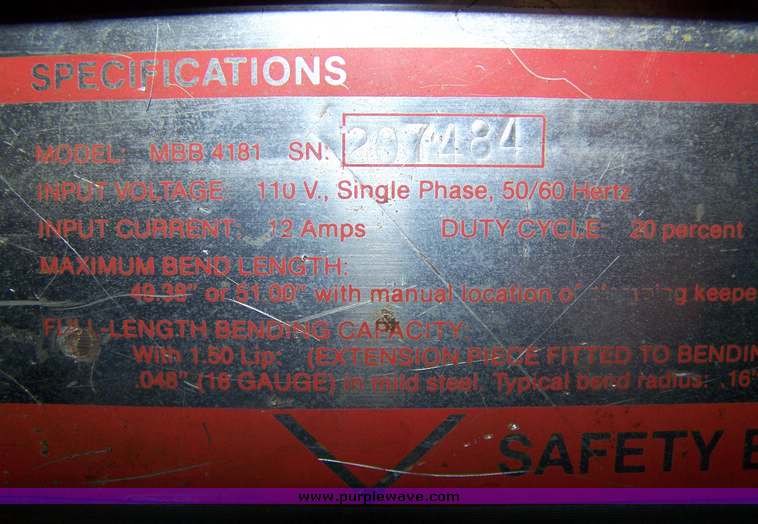 SPECIFICATIONS
MODEL: MBB 4181 SN: 207484
INPUT VOLTAGE: 110 V., Single Phase, 50/60 Hertz
INPUT CURRENT: 12 Amps DUTY CYCLE: 20 percent
MAXIMUM BEND LENGTH:
49.38" or 51.00" with manual location of
FULL-LENGTH BENDING CAPACITY:
With 1.50 Lip: (EXTENSION PIECE FITTED TO
.048" (18 GAUGE) in mild steel. Typical bend radius: .16"
SAFETY
www.purplewave.com